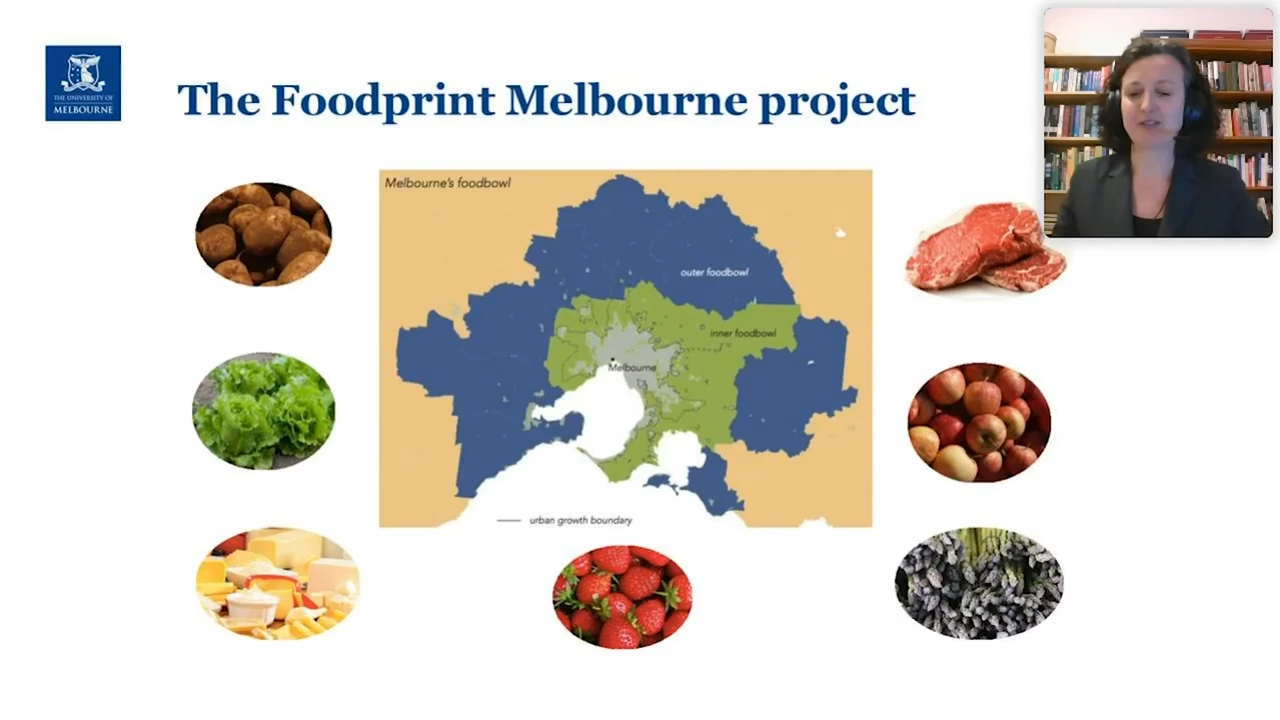 THE UNIVERSITY OF
MELBOURNE
The Foodprint Melbourne project
Melbourne's foodbowl
outer foodbowl
inner foodbowl
Melbourne
urban growth boundary